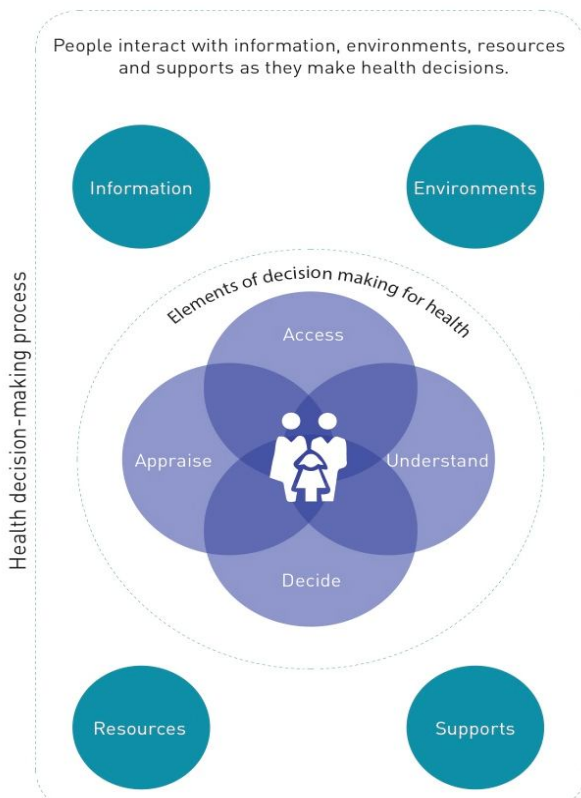 People interact with information, environments, resources
and supports as they make health decisions.
Information
Environments
Health decision-making process
Elements of decision making for health
Access
Appraise
Understand
Decide
Resources
Supports